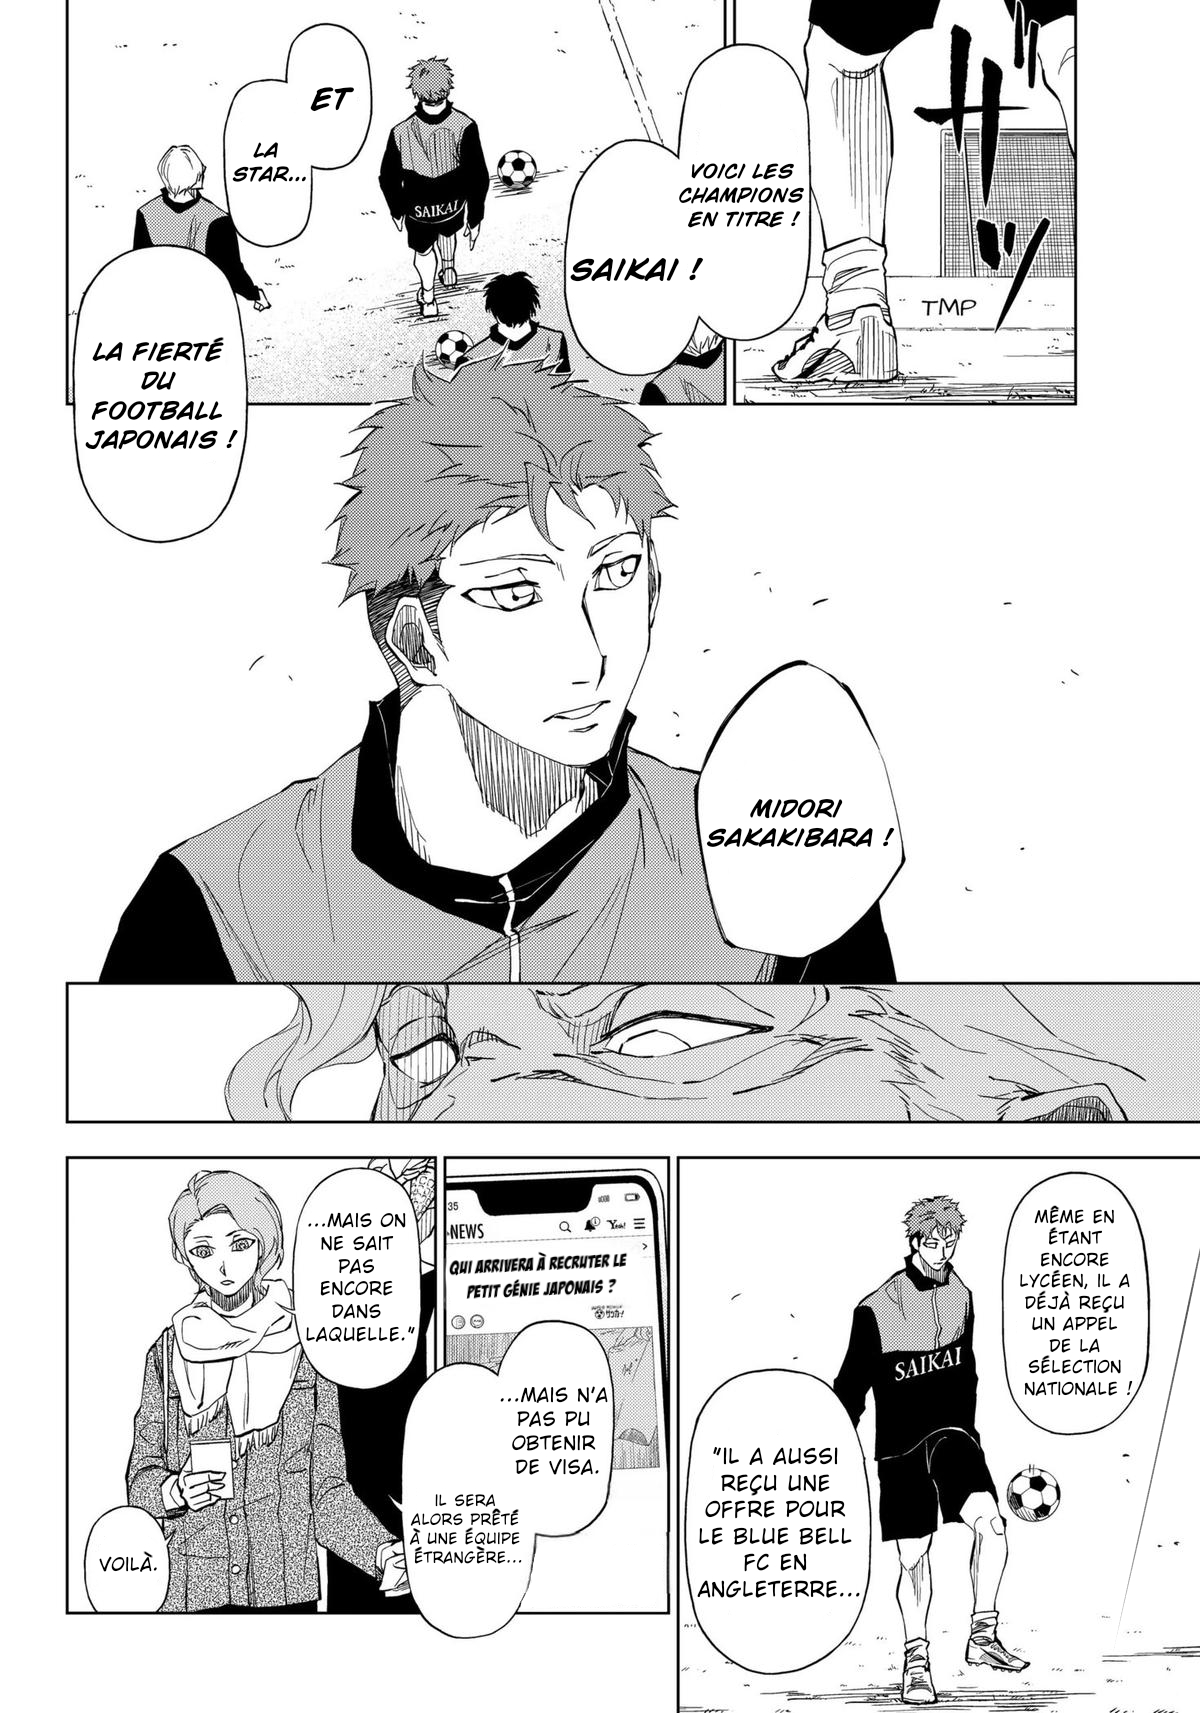 ザッ
TMP
VOICI LES
CHAMPIONS
EN TITRE !
SAIKAI !
ET
LA
STAR...
SAIKAI
LA FIERTÉ
DU
FOOTBALL
JAPONAIS !
MIDORI
SAKAKIBARA !
MÊME EN
ÉTANT
ENCORE
LYCÉEN, IL A
DÉJÀ REÇU
UN APPEL
DE LA
SÉLECTION
NATIONALE !
SAIKAI
"IL A AUSSI
REÇU UNE
OFFRE POUR
LE BLUE BELL
FC EN
ANGLETERRE...
35
NEWS
QUI ARRIVERA À RECRUTER LE
PETIT GÉNIE JAPONAIS ?
...MAIS N'A
PAS PU
OBTENIR
DE VISA.
IL SERA
ALORS PRÊTÉ
À UNE ÉQUIPE
ÉTRANGÈRE...
...MAIS ON
NE SAIT
PAS
ENCORE
DANS
LAQUELLE."
VOILÀ.